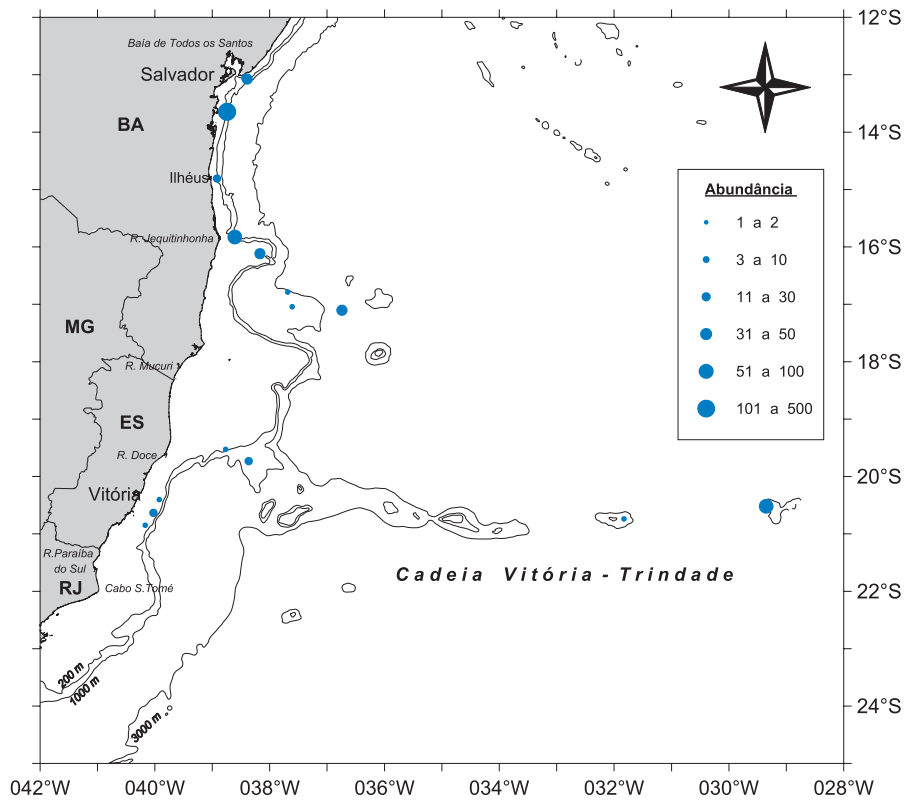 12°S
Baía de Todos os Santos
Salvador
BA
14°S
Ilhéus
Abundância
1 a 2
R. Jequitinhonha
16°S
3 a 10
11 a 30
MG
31 a 50
R. Mucuri
18°S
51 a 100
ES
101 a 500
R. Doce
20°S
Vitória
R.Paraíba
do Sul
RJ
Cabo S.Tomé
Cadeia Vitória - Trindade
22°S
200 m
1000 m
3000 m
24°S
042°W 040°W 038°W 036°W 034°W 032°W 030°W 028°W